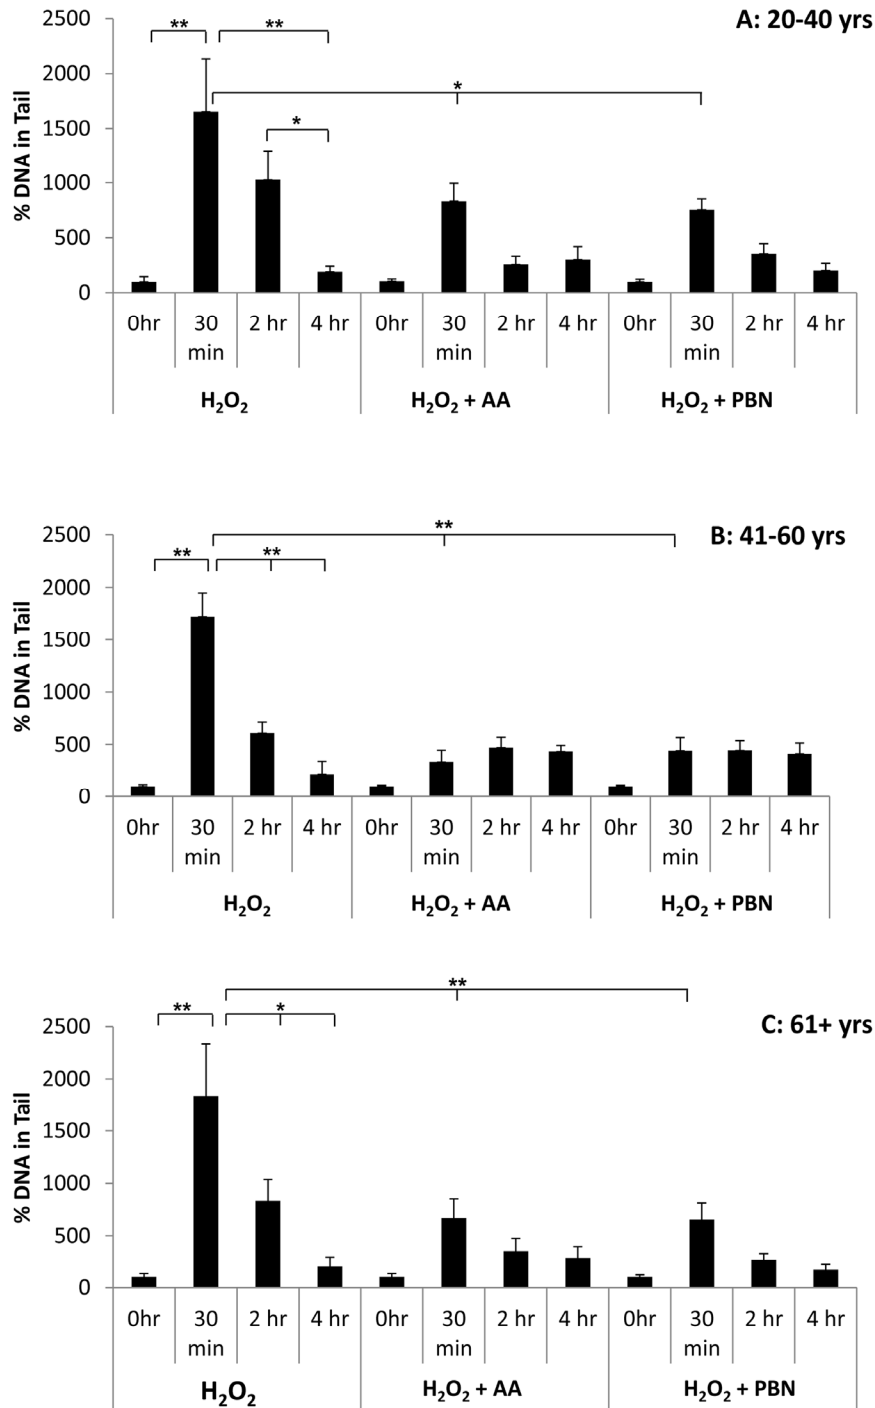 A: 20-40 yrs
% DNA in Tail
2500
2000
1500
1000
500
0
** **
*
*
0hr 30 min 2 hr 4 hr 0hr 30 min 2 hr 4 hr 0hr 30 min 2 hr 4 hr
H₂O₂ H₂O₂ + AA H₂O₂ + PBN
B: 41-60 yrs
% DNA in Tail
2500
2000
1500
1000
500
0
**
** **
0hr 30 min 2 hr 4 hr 0hr 30 min 2 hr 4 hr 0hr 30 min 2 hr 4 hr
H₂O₂ H₂O₂ + AA H₂O₂ + PBN
C: 61+ yrs
% DNA in Tail
2500
2000
1500
1000
500
0
**
** *
0hr 30 min 2 hr 4 hr 0hr 30 min 2 hr 4 hr 0hr 30 min 2 hr 4 hr
H₂O₂ H₂O₂ + AA H₂O₂ + PBN